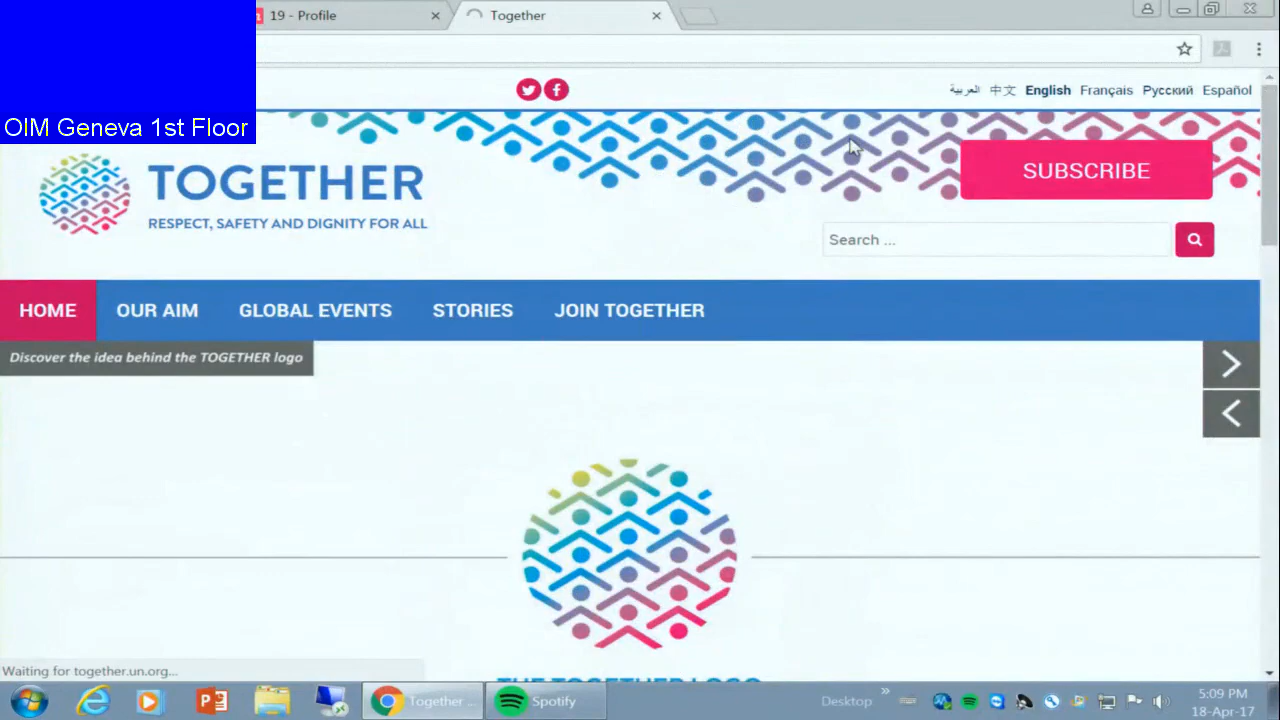 19 - Profile
Together
OIM Geneva 1st Floor
العربية 中文 English Français Русский Español
TOGETHER
RESPECT, SAFETY AND DIGNITY FOR ALL
SUBSCRIBE
Search ...
HOME OUR AIM GLOBAL EVENTS STORIES JOIN TOGETHER
Discover the idea behind the TOGETHER logo
THE TOGETHER LOGO
Waiting for together.un.org...
Together ...
Spotify
Desktop
5:09 PM
18-Apr-17